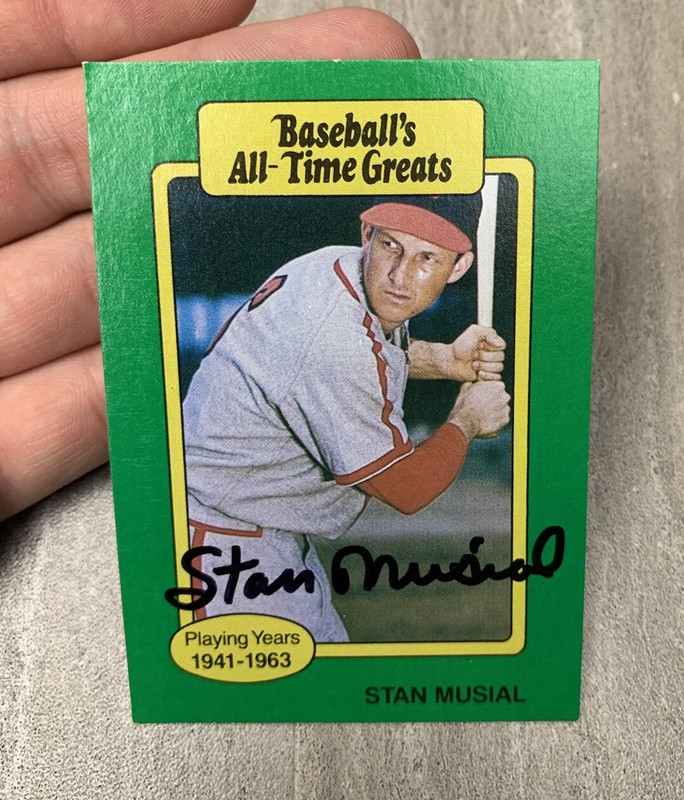 Baseball's
All-Time Greats
Stan Musial
Playing Years
1941-1963
STAN MUSIAL